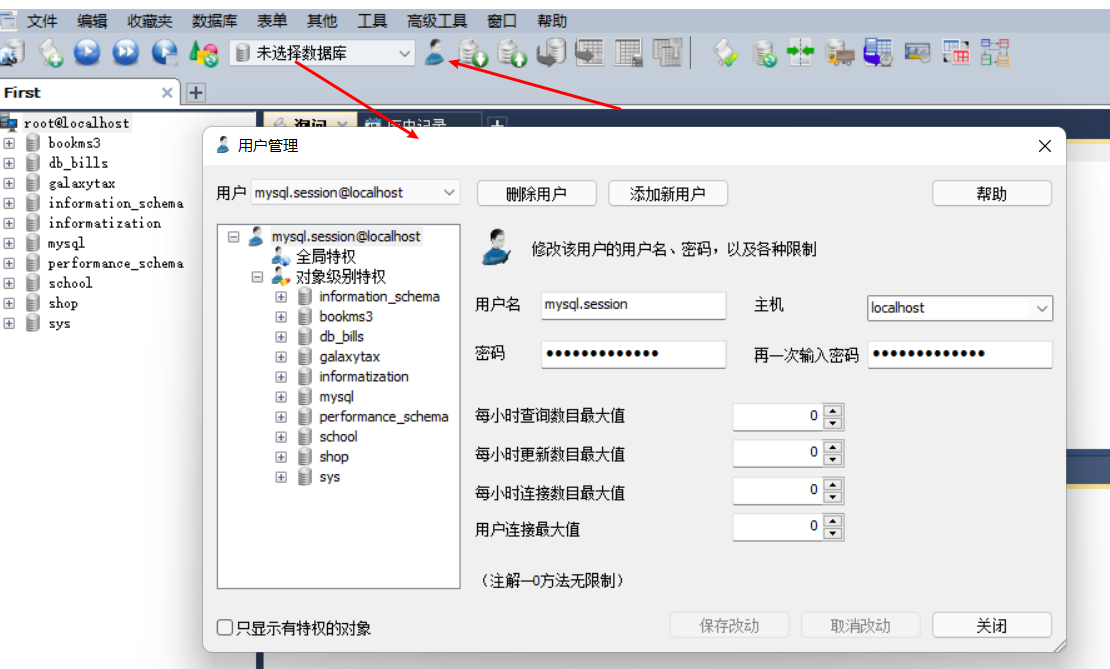 文件 编辑 收藏夹 数据库 表单 其他 工具 高级工具 窗口 帮助
未选择数据库
First
root@localhost
bookms3
db_bills
galaxytax
information_schema
informatization
mysql
performance_schema
school
shop
sys
询问 历史记录
用户管理
用户 mysql.session@localhost 删除用户 添加新用户 帮助
mysql.session@localhost
全局特权
对象级别特权
information_schema
bookms3
db_bills
galaxytax
informatization
mysql
performance_schema
school
shop
sys
修改该用户的用户名、密码，以及各种限制
用户名 mysql.session 主机 localhost
密码 ●●●●●●●●●●●●● 再一次输入密码 ●●●●●●●●●●●●●
每小时查询数目最大值 0
每小时更新数目最大值 0
每小时连接数目最大值 0
用户连接最大值 0
（注解—0方法无限制）
只显示有特权的对象 保存改动 取消改动 关闭